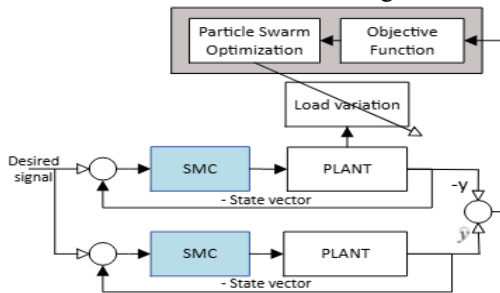 Particle Swarm
Optimization
Objective
Function
Load variation
Desired
signal
SMC
PLANT
- State vector
-y
ŷ
SMC
PLANT
- State vector